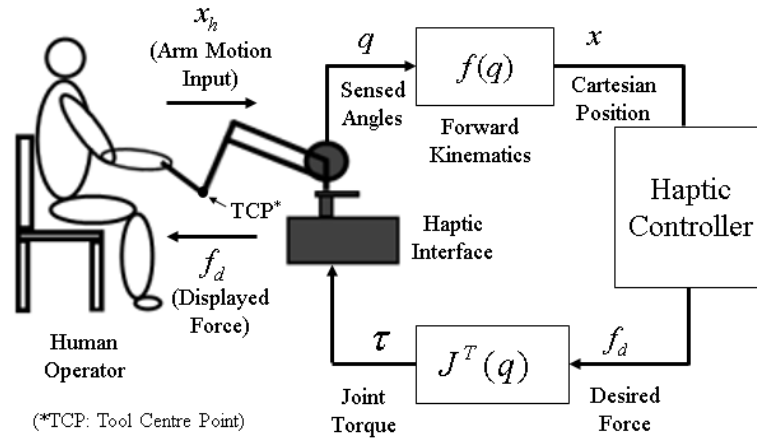 x_h
(Arm Motion
Input)
q
Sensed
Angles
f(q)
Forward
Kinematics
x
Cartesian
Position
Haptic
Controller
TCP*
Haptic
Interface
f_d
(Displayed
Force)
τ
Joint
Torque
J^T(q)
f_d
Desired
Force
Human
Operator
(*TCP: Tool Centre Point)